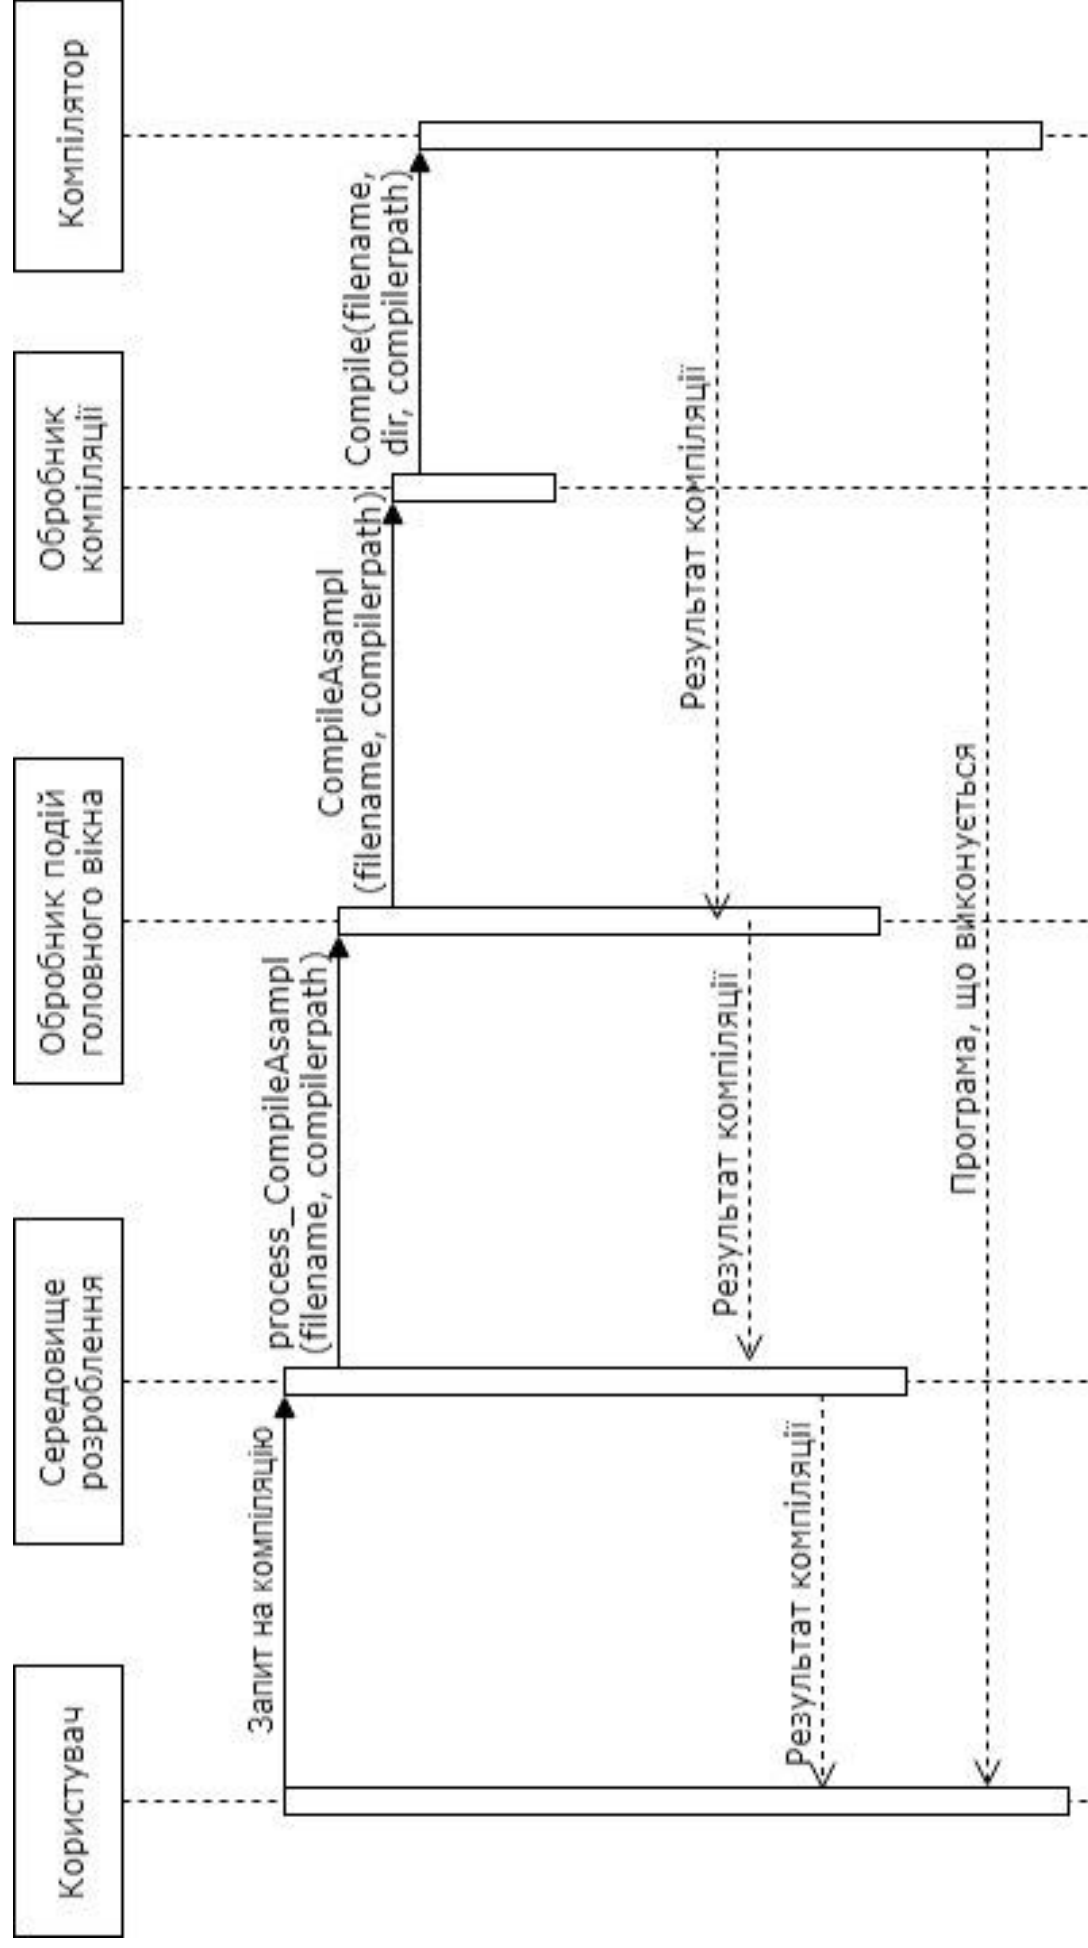 Користувач
Середовище
розроблення
Обробник подій
головного вікна
Обробник
компіляції
Компілятор
Запит на компіляцію
process_CompileAsampl
(filename, compilerpath)
CompileAsampl
(filename, compilerpath)
Compile(filename,
dir, compilerpath)
Результат компіляції
Результат компіляції
Результат компіляції
Програма, що виконується